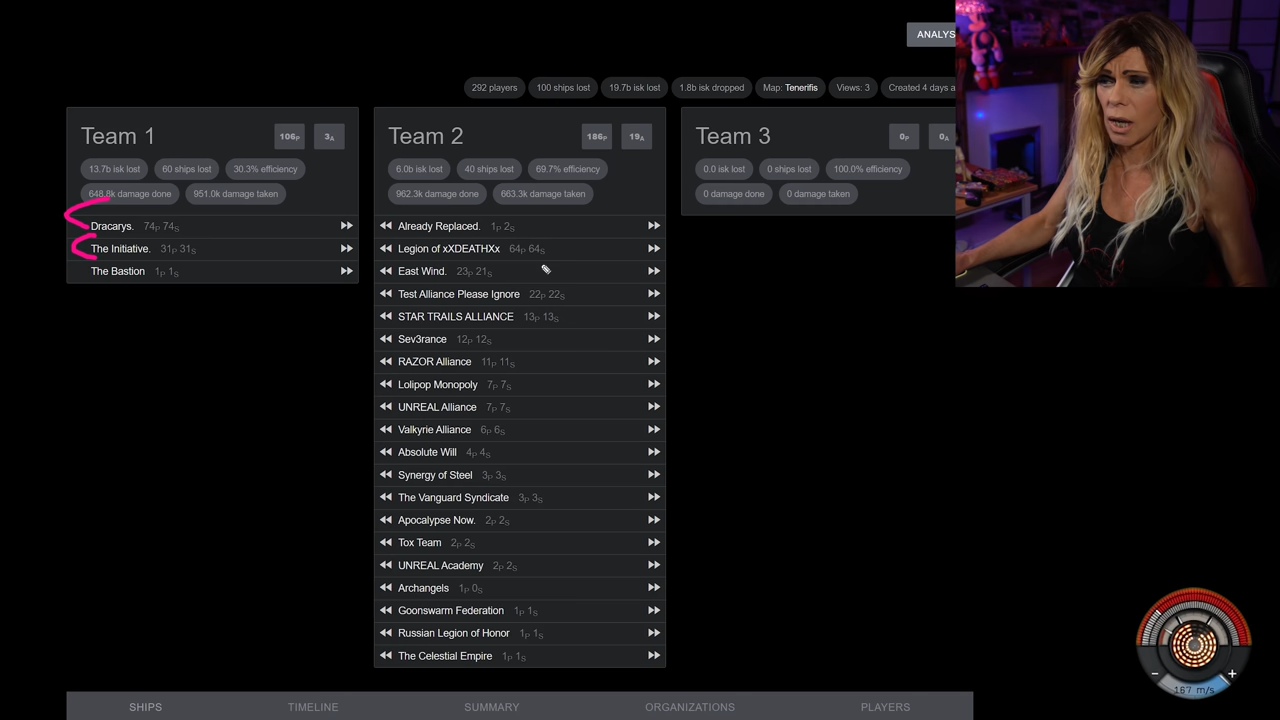 ANALYS
292 players
100 ships lost
19.7b isk lost
1.8b isk dropped
Map: Tenerifis
Views: 3
Created 4 days a
Team 1
106P
3A
13.7b isk lost
60 ships lost
30.3% efficiency
648.8k damage done
951.0k damage taken
Dracarys. 74P 74S
The Initiative. 31P 31S
The Bastion 1P 1S
Team 2
186P
19A
6.0b isk lost
40 ships lost
69.7% efficiency
962.3k damage done
663.3k damage taken
Already Replaced. 1P 2S
Legion of xXDEATHXx 64P 64S
East Wind. 23P 21S
Test Alliance Please Ignore 22P 22S
STAR TRAILS ALLIANCE 13P 13S
Sev3rance 12P 12S
RAZOR Alliance 11P 11S
Lolipop Monopoly 7P 7S
UNREAL Alliance 7P 7S
Valkyrie Alliance 6P 6S
Absolute Will 4P 4S
Synergy of Steel 3P 3S
The Vanguard Syndicate 3P 3S
Apocalypse Now. 2P 2S
Tox Team 2P 2S
UNREAL Academy 2P 2S
Archangels 1P 0S
Goonswarm Federation 1P 1S
Russian Legion of Honor 1P 1S
The Celestial Empire 1P 1S
Team 3
0P
0A
0.0 isk lost
0 ships lost
100.0% efficiency
0 damage done
0 damage taken
SHIPS
TIMELINE
SUMMARY
ORGANIZATIONS
PLAYERS
187 m/s